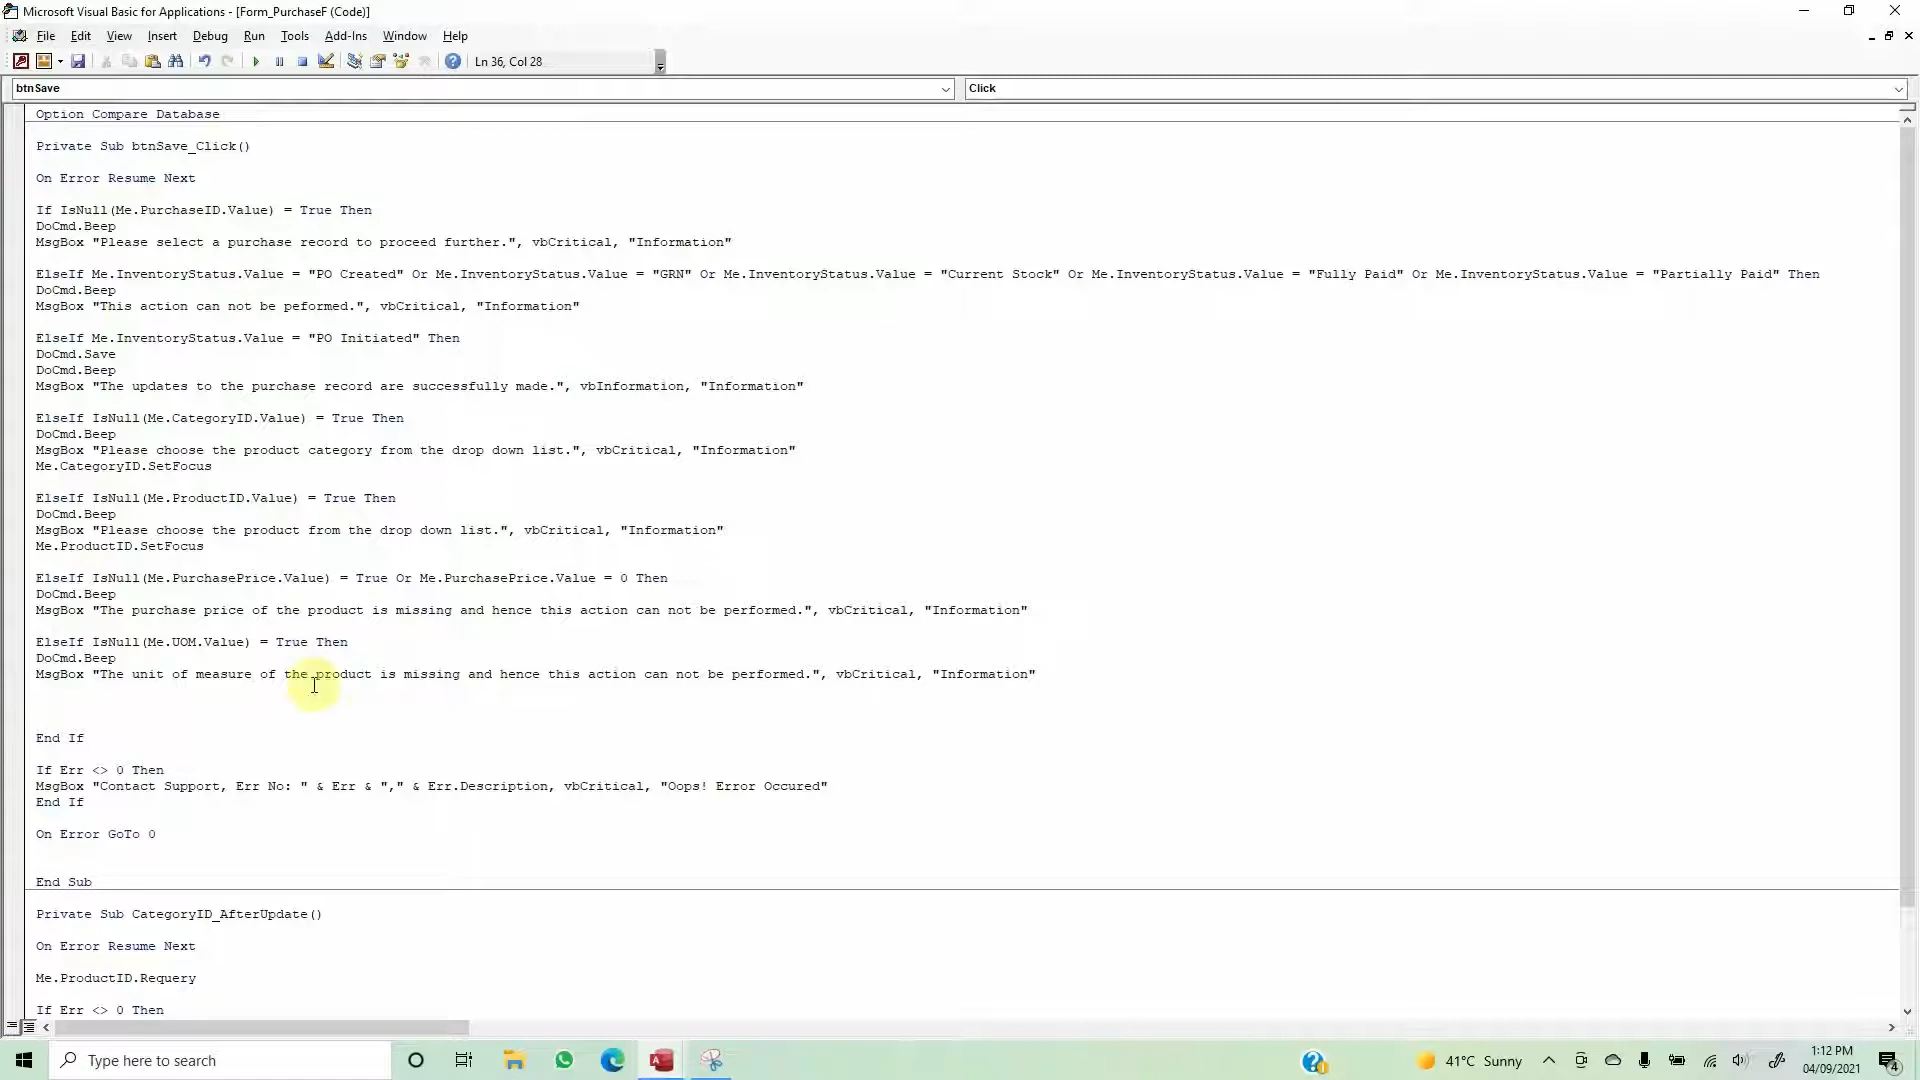 Microsoft Visual Basic for Applications - [Form_PurchaseF (Code)]
File Edit View Insert Debug Run Tools Add-Ins Window Help
Ln 36, Col 28
btnSave Click
Option Compare Database
Private Sub btnSave_Click()
On Error Resume Next
If IsNull(Me.PurchaseID.Value) = True Then
DoCmd.Beep
MsgBox "Please select a purchase record to proceed further.", vbCritical, "Information"
ElseIf Me.InventoryStatus.Value = "PO Created" Or Me.InventoryStatus.Value = "GRN" Or Me.InventoryStatus.Value = "Current Stock" Or Me.InventoryStatus.Value = "Fully Paid" Or Me.InventoryStatus.Value = "Partially Paid" Then
DoCmd.Beep
MsgBox "This action can not be peformed.", vbCritical, "Information"
ElseIf Me.InventoryStatus.Value = "PO Initiated" Then
DoCmd.Save
DoCmd.Beep
MsgBox "The updates to the purchase record are successfully made.", vbInformation, "Information"
ElseIf IsNull(Me.CategoryID.Value) = True Then
DoCmd.Beep
MsgBox "Please choose the product category from the drop down list.", vbCritical, "Information"
Me.CategoryID.SetFocus
ElseIf IsNull(Me.ProductID.Value) = True Then
DoCmd.Beep
MsgBox "Please choose the product from the drop down list.", vbCritical, "Information"
Me.ProductID.SetFocus
ElseIf IsNull(Me.PurchasePrice.Value) = True Or Me.PurchasePrice.Value = 0 Then
DoCmd.Beep
MsgBox "The purchase price of the product is missing and hence this action can not be performed.", vbCritical, "Information"
ElseIf IsNull(Me.UOM.Value) = True Then
DoCmd.Beep
MsgBox "The unit of measure of the product is missing and hence this action can not be performed.", vbCritical, "Information"
End If
If Err <> 0 Then
MsgBox "Contact Support, Err No: " & Err & "," & Err.Description, vbCritical, "Oops! Error Occured"
End If
On Error GoTo 0
End Sub
Private Sub CategoryID_AfterUpdate()
On Error Resume Next
Me.ProductID.Requery
If Err <> 0 Then
Type here to search
41°C Sunny
1:12 PM
04/09/2021
4